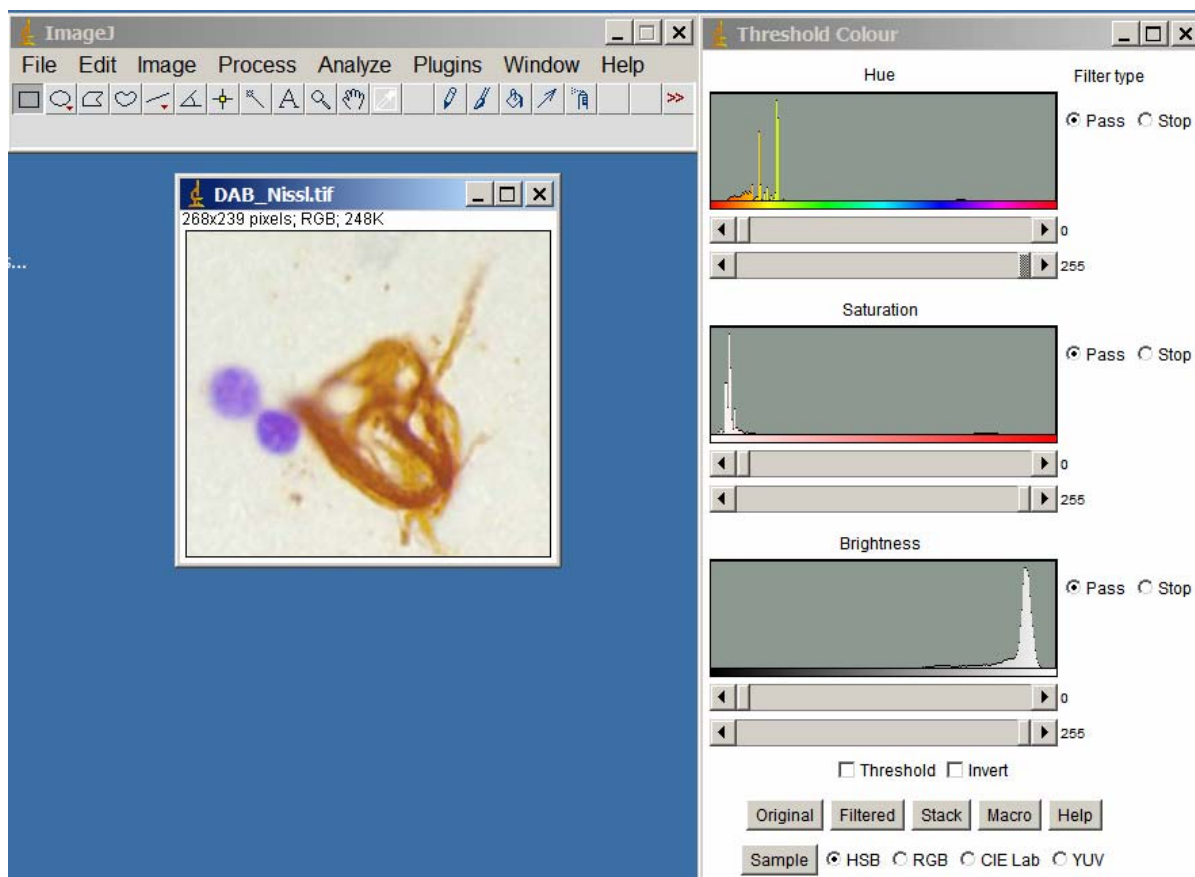 ImageJ
File Edit Image Process Analyze Plugins Window Help
A
>>
DAB_Nissl.tif
268x239 pixels; RGB; 248K
s...
Threshold Colour
Hue
Filter type
Pass Stop
0
255
Saturation
Pass Stop
0
255
Brightness
Pass Stop
0
255
Threshold Invert
Original Filtered Stack Macro Help
Sample HSB RGB CIE Lab YUV